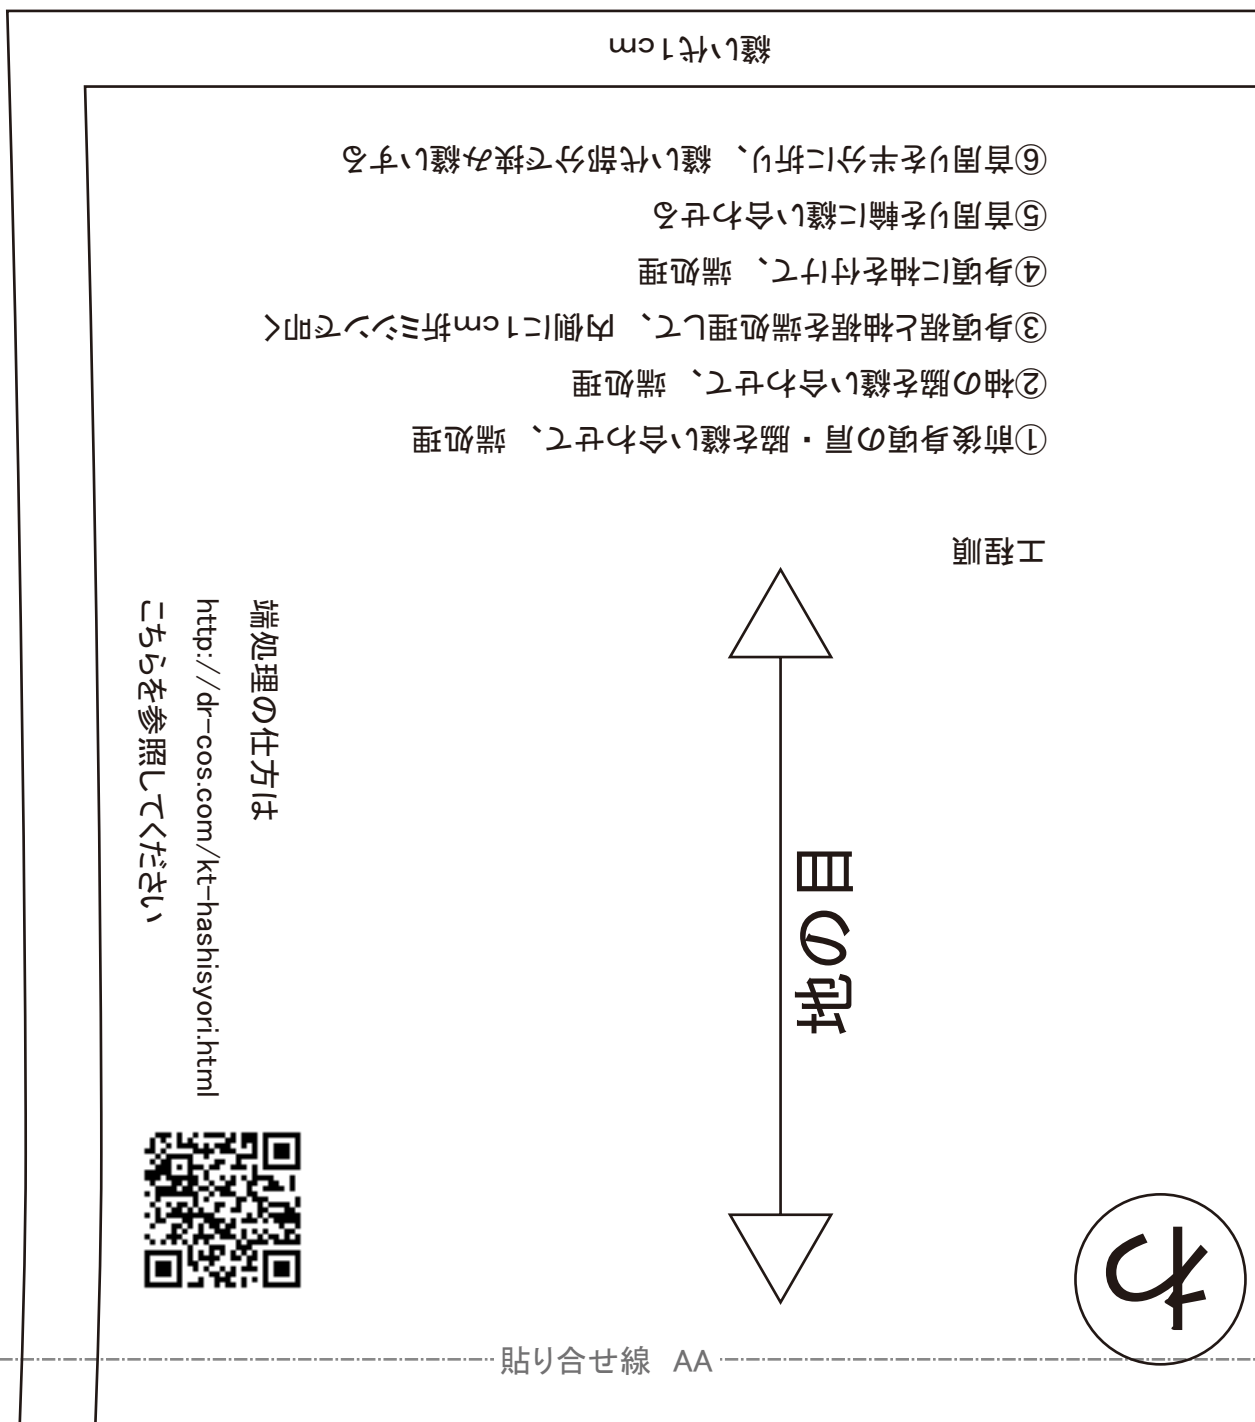 縫い代1cm
工程順
①前後身頃の肩・脇を縫い合わせて、端処理
②袖の脇を縫い合わせて、端処理
③身頃裾と袖裾を端処理して、内側に1cm折ミシンで叩く
④身頃に袖を付けて、端処理
⑤首周りを輪に縫い合わせる
⑥首周りを半分に折り、縫い代部分で挟み縫いする
端処理の仕方は
http://dr-cos.com/kt-hashisyori.html
こちらを参照してください
地の目
わ
貼り合せ線 AA